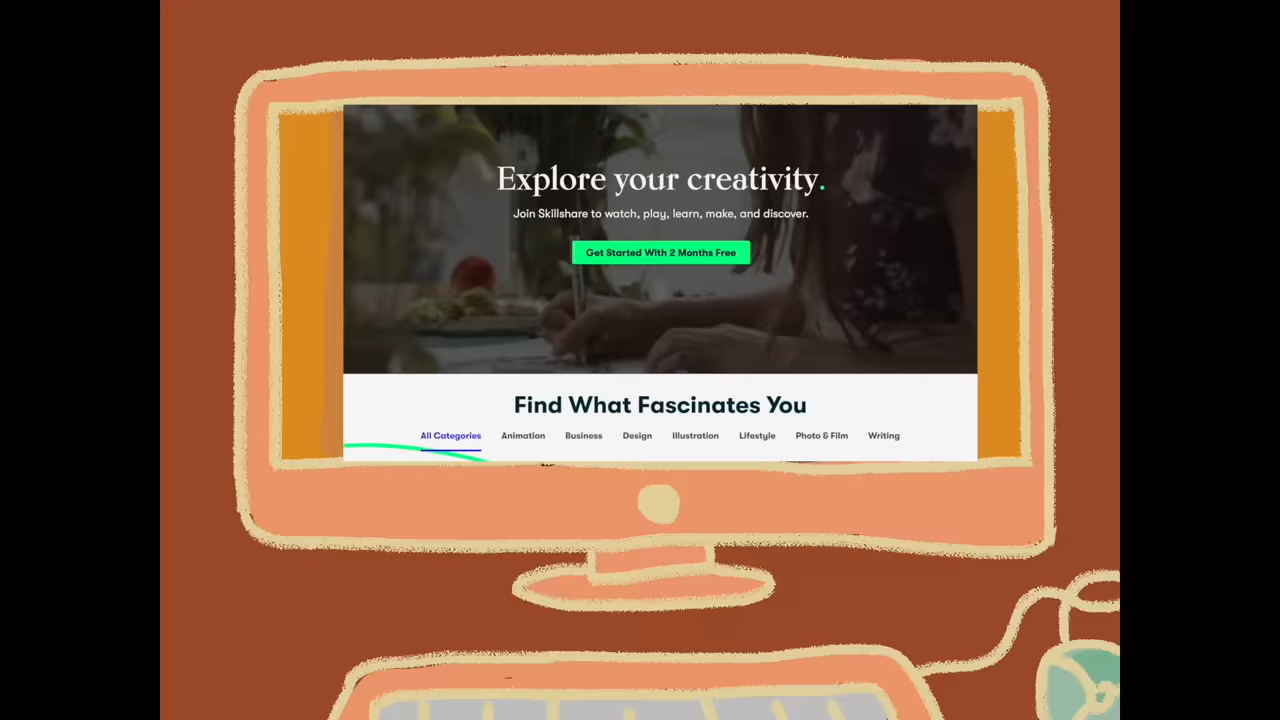 Explore your creativity.
Join Skillshare to watch, play, learn, make, and discover.
Get Started With 2 Months Free
Find What Fascinates You
All Categories Animation Business Design Illustration Lifestyle Photo & Film Writing